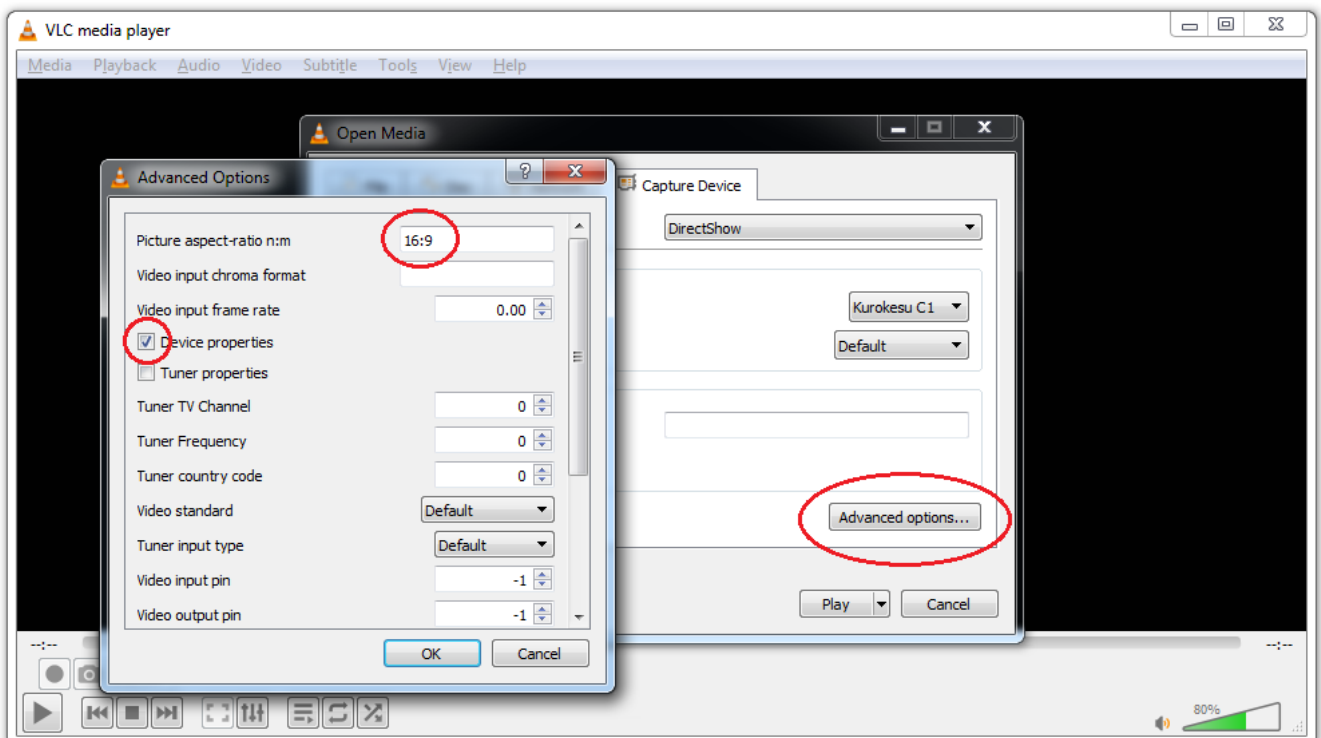 VLC media player
Media Playback Audio Video Subtitle Tools View Help
Open Media
Advanced Options
Capture Device
DirectShow
Picture aspect-ratio n:m 16:9
Video input chroma format
Video input frame rate 0.00
Kurokesu C1
Device properties
Default
Tuner properties
Tuner TV Channel 0
Tuner Frequency 0
Tuner country code 0
Video standard Default
Advanced options...
Tuner input type Default
Video input pin -1
Video output pin -1
Play Cancel
OK Cancel
--:-- --:--
80%